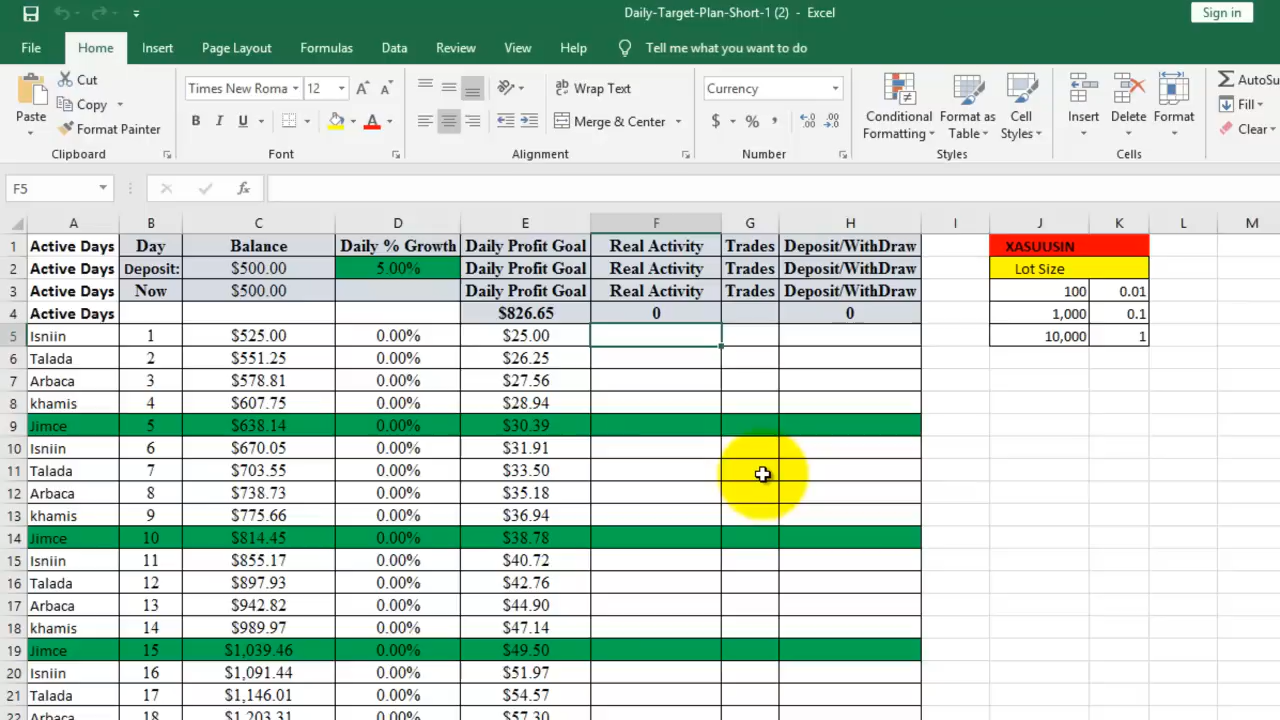 Daily-Target-Plan-Short-1 (2) - Excel
Sign in
File Home Insert Page Layout Formulas Data Review View Help Tell me what you want to do
Paste
Cut
Copy
Format Painter
Clipboard
Times New Roma 12
B I U
Font
Wrap Text
Merge & Center
Alignment
Currency
$ % ,
Number
Conditional Formatting
Format as Table
Cell Styles
Styles
Insert Delete Format
Cells
AutoSu
Fill
Clear
F5 fx
A B C D E F G H I J K L M
1 Active Days Day Balance Daily % Growth Daily Profit Goal Real Activity Trades Deposit/WithDraw XASUUSIN
2 Active Days Deposit: $500.00 5.00% Daily Profit Goal Real Activity Trades Deposit/WithDraw Lot Size
3 Active Days Now $500.00 Daily Profit Goal Real Activity Trades Deposit/WithDraw 100 0.01
4 Active Days $826.65 0 0 1,000 0.1
5 Isniin 1 $525.00 0.00% $25.00 10,000 1
6 Talada 2 $551.25 0.00% $26.25
7 Arbaca 3 $578.81 0.00% $27.56
8 khamis 4 $607.75 0.00% $28.94
9 Jimce 5 $638.14 0.00% $30.39
10 Isniin 6 $670.05 0.00% $31.91
11 Talada 7 $703.55 0.00% $33.50
12 Arbaca 8 $738.73 0.00% $35.18
13 khamis 9 $775.66 0.00% $36.94
14 Jimce 10 $814.45 0.00% $38.78
15 Isniin 11 $855.17 0.00% $40.72
16 Talada 12 $897.93 0.00% $42.76
17 Arbaca 13 $942.82 0.00% $44.90
18 khamis 14 $989.97 0.00% $47.14
19 Jimce 15 $1,039.46 0.00% $49.50
20 Isniin 16 $1,091.44 0.00% $51.97
21 Talada 17 $1,146.01 0.00% $54.57
22 Arbaca 18 $1,203.31 0.00% $57.30